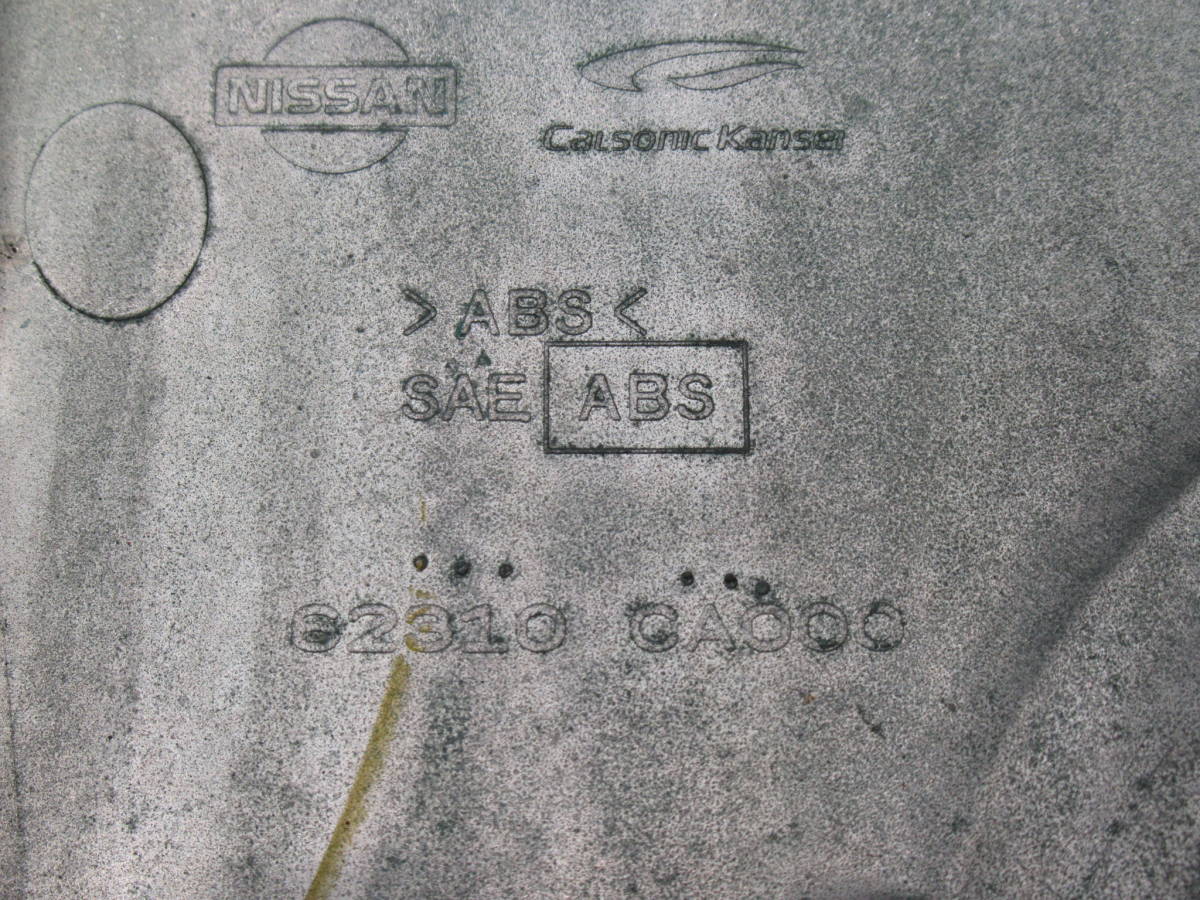 NISSAN
Calsonic Kansei
>ABS<
SAE ABS
62310 CA000